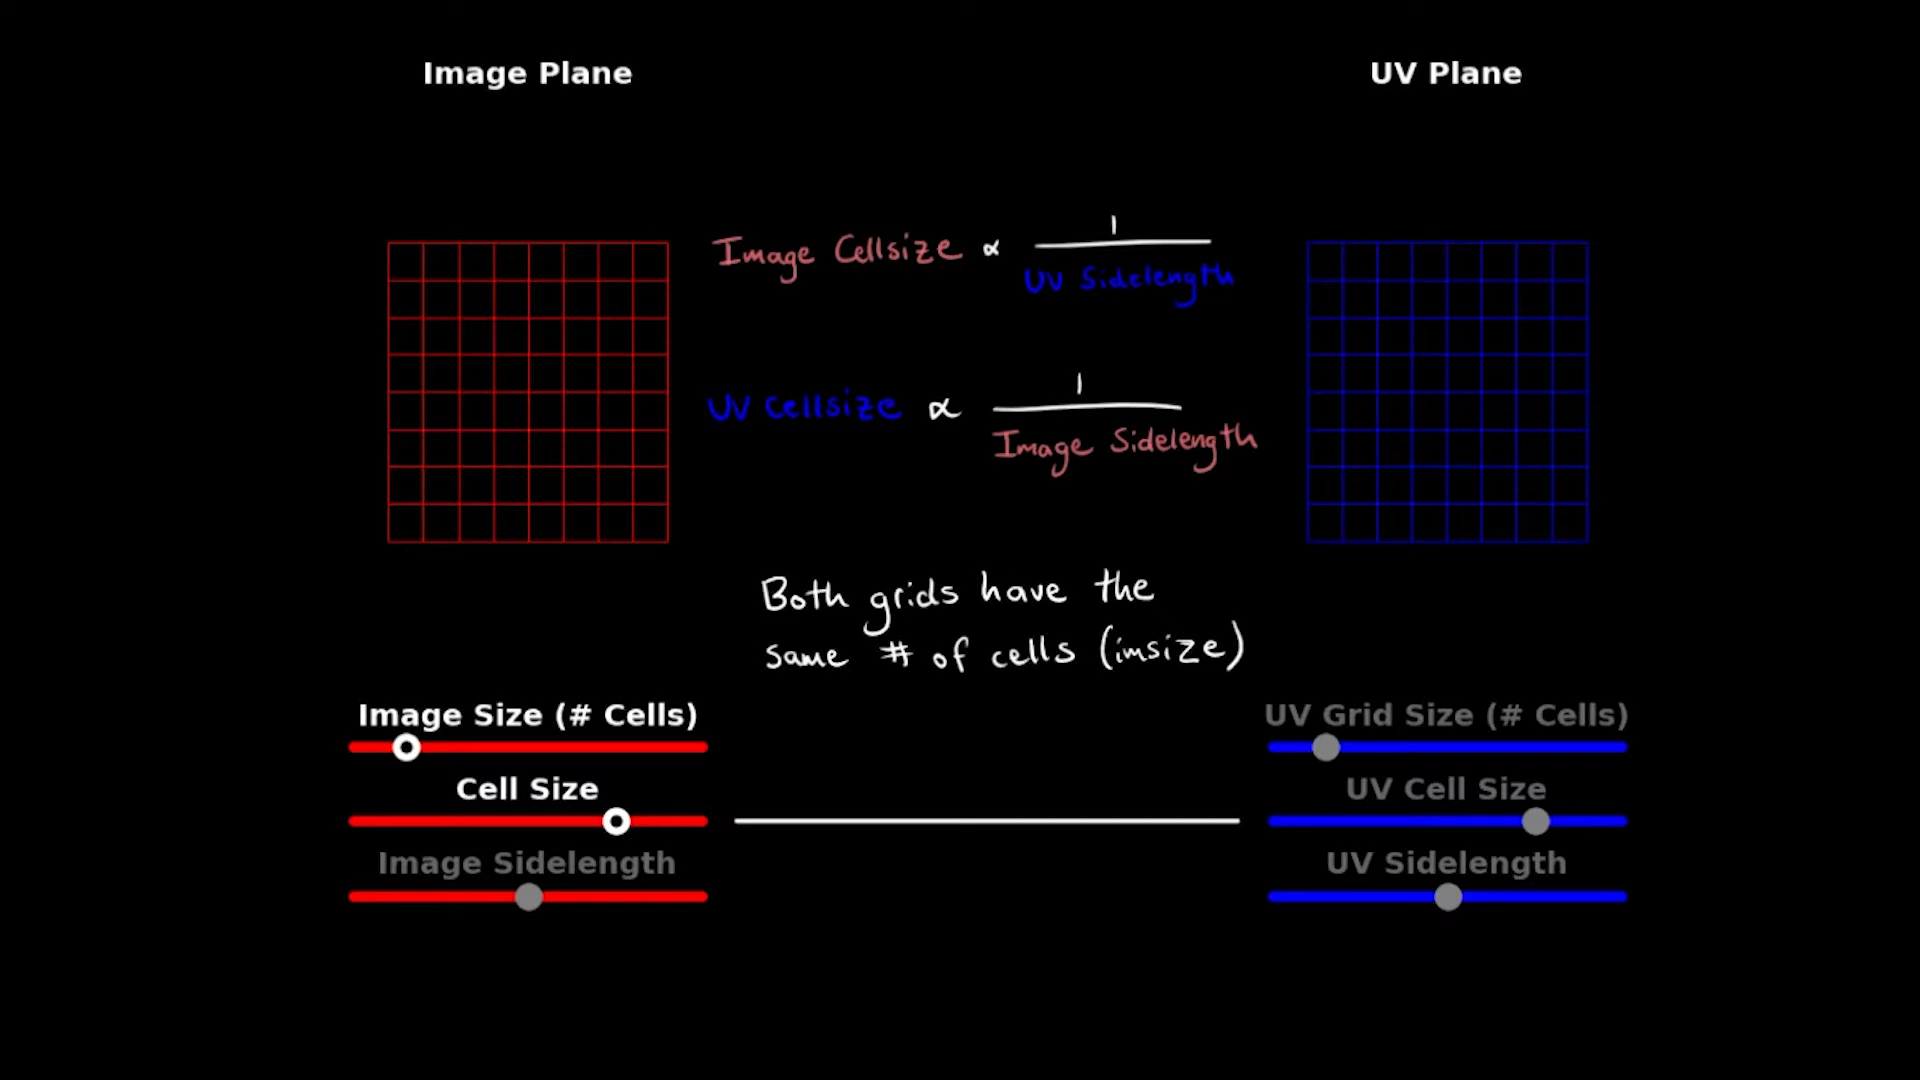 Image Plane
UV Plane
Image Cellsize ∝ 1 / UV Sidelength
UV Cellsize ∝ 1 / Image Sidelength
Both grids have the
same # of cells (imsize)
Image Size (# Cells)
UV Grid Size (# Cells)
Cell Size
UV Cell Size
Image Sidelength
UV Sidelength